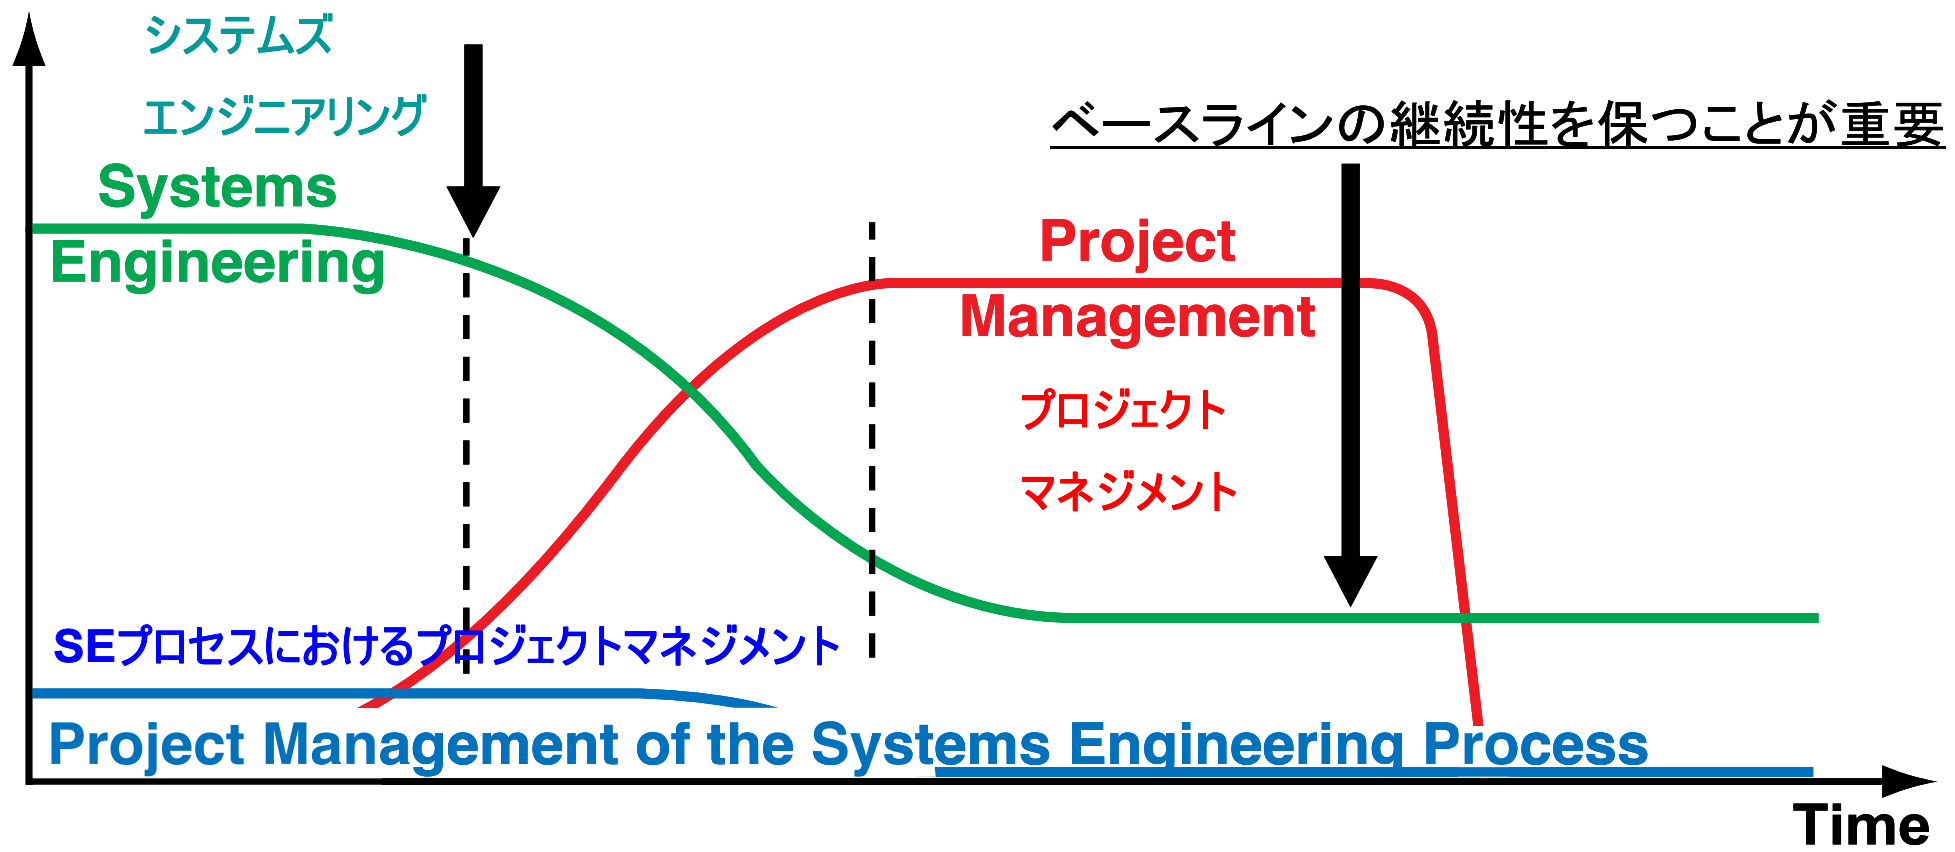 システムズ
エンジニアリング
Systems
Engineering
ベースラインの継続性を保つことが重要
Project
Management
プロジェクト
マネジメント
SEプロセスにおけるプロジェクトマネジメント
Project Management of the Systems Engineering Process
Time